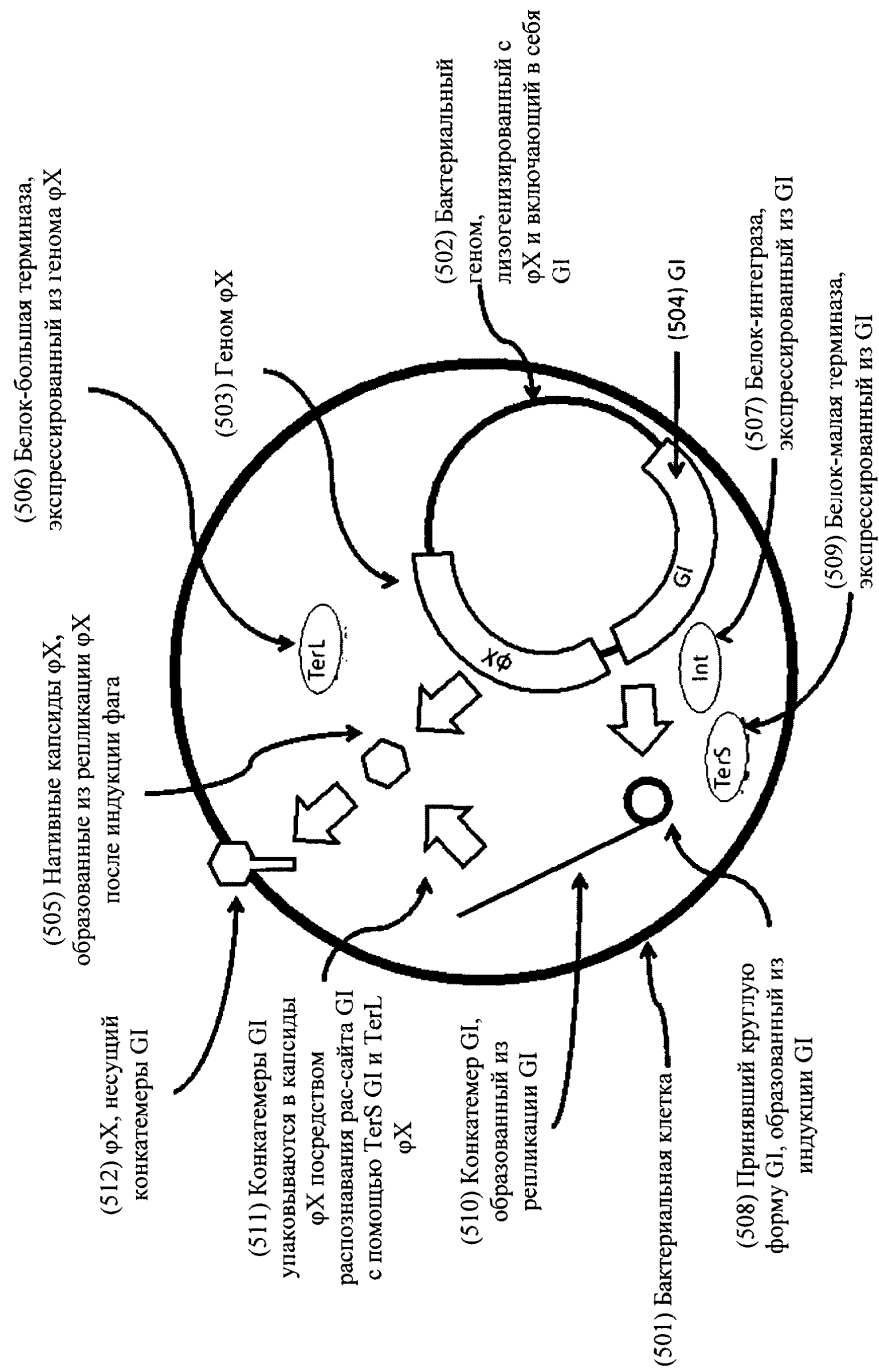 (512) φX, несущий
конкатемеры GI
(505) Нативные капсиды φX,
образованные из репликации φX
после индукции фага
(506) Белок-большая терминаза,
экспрессированный из генома φX
(503) Геном φX
(502) Бактериальный
геном,
лизогенизированный с
φX и включающий в себя
GI
(504) GI
(507) Белок-интеграза,
экспрессированный из GI
(509) Белок-малая терминаза,
экспрессированный из GI
(511) Конкатемеры GI
упаковываются в капсиды
φX посредством
распознавания pac-сайта GI
с помощью TerS GI и TerL
φX
(510) Конкатемер GI,
образованный из
репликации GI
(501) Бактериальная клетка
(508) Принявший круглую
форму GI, образованный из
индукции GI
TerL
φX
GI
Int
TerS